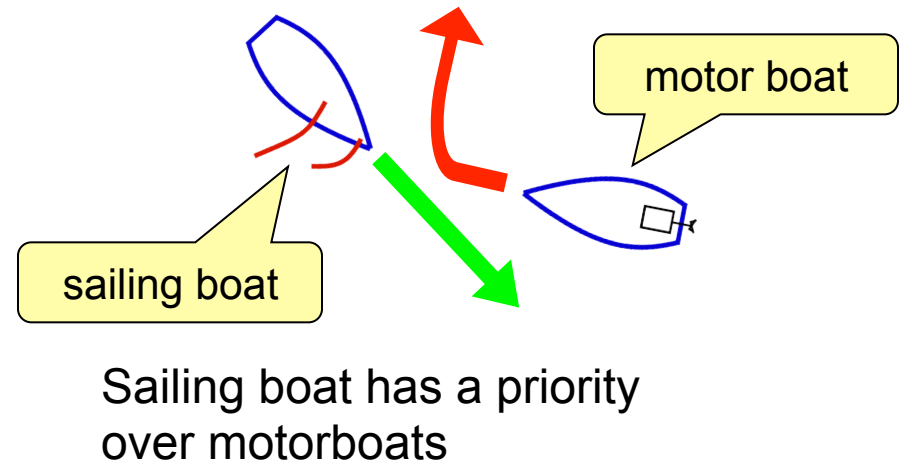 motor boat
sailing boat
Sailing boat has a priority
over motorboats